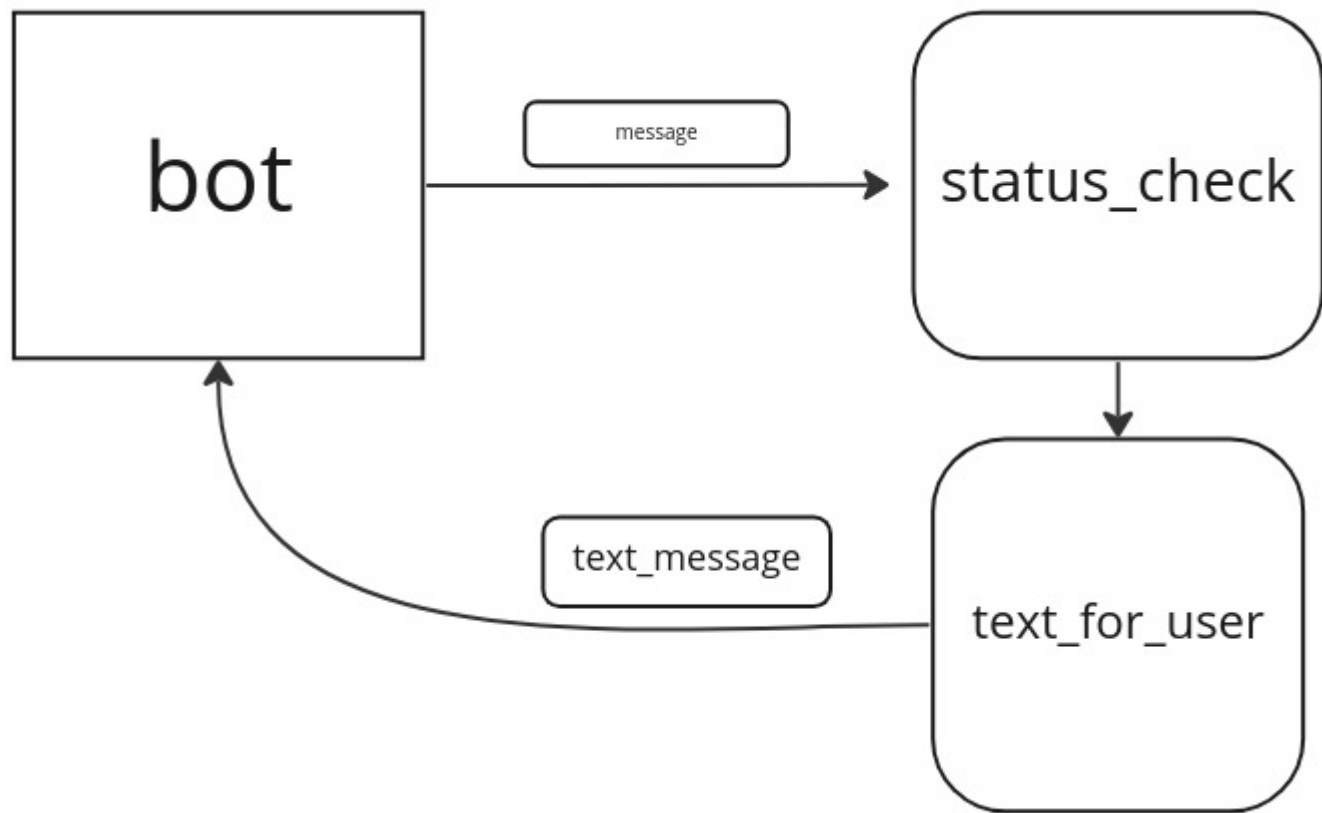 bot
message
status_check
text_message
text_for_user